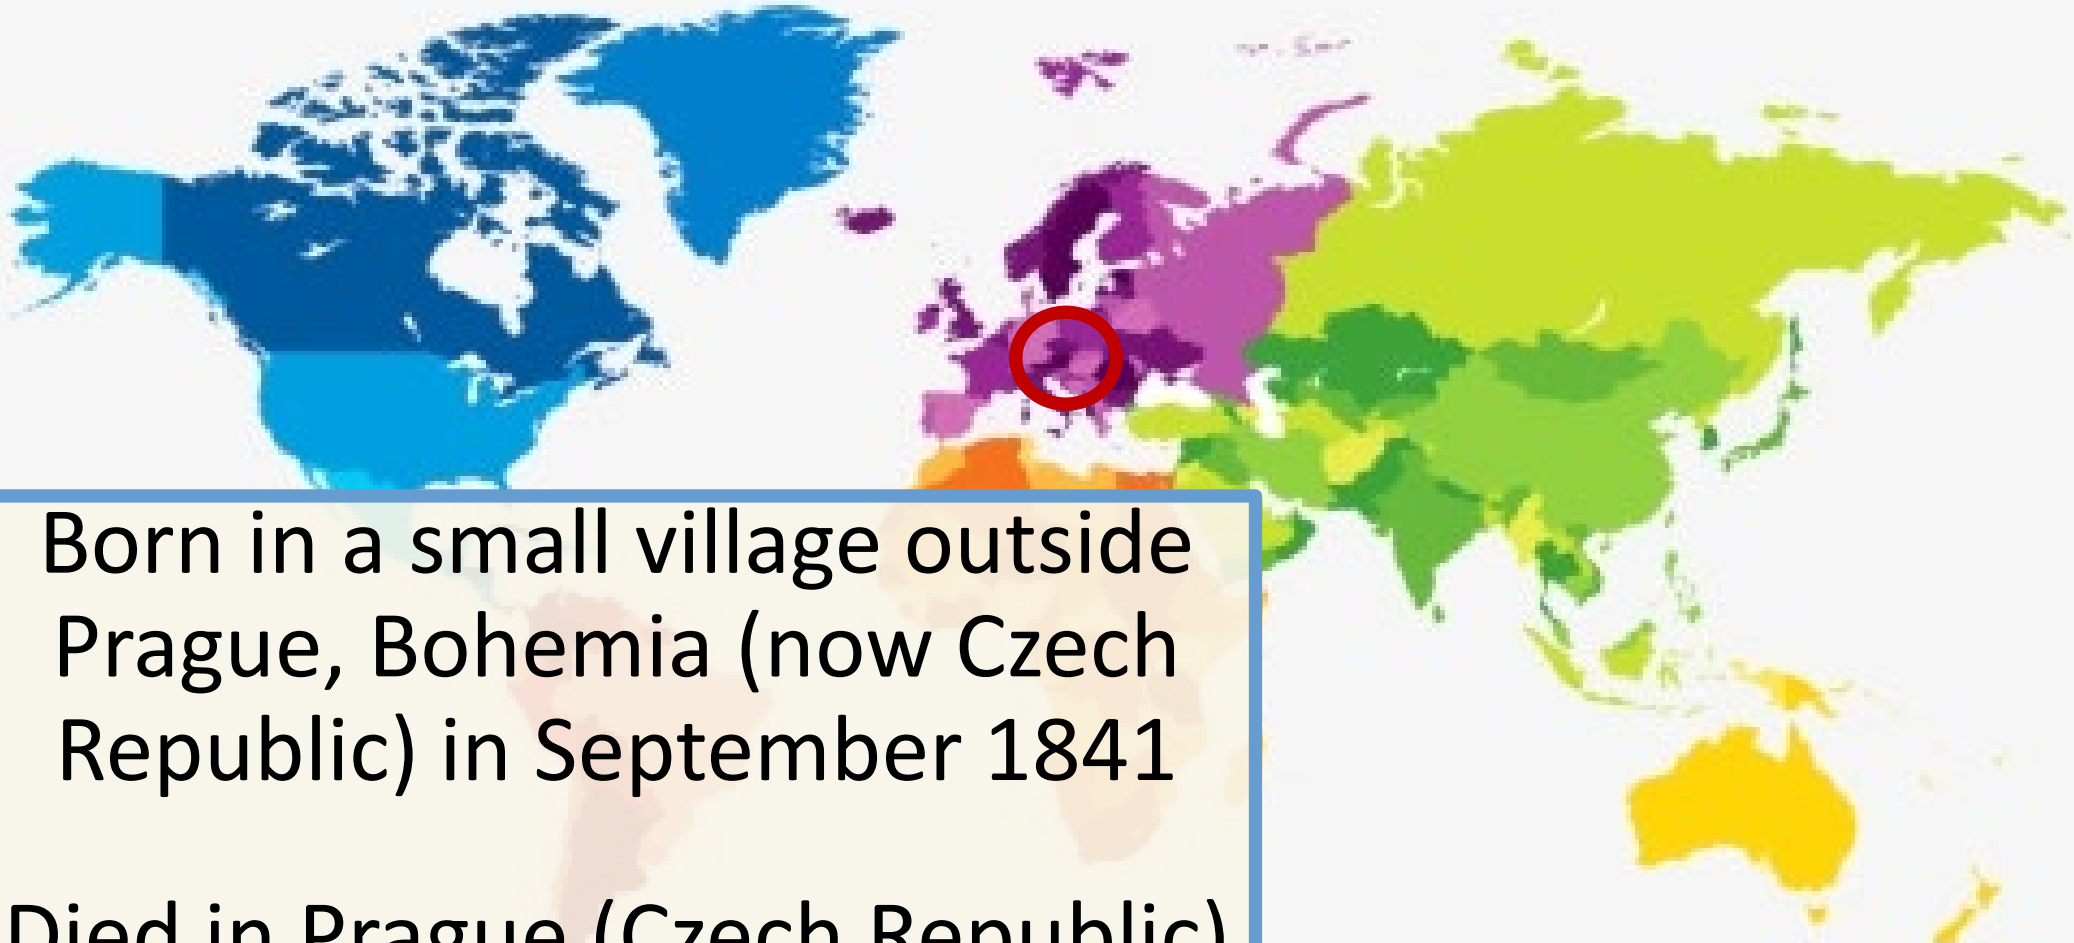 Born in a small village outside
Prague, Bohemia (now Czech
Republic) in September 1841
Died in Prague (Czech Republic)